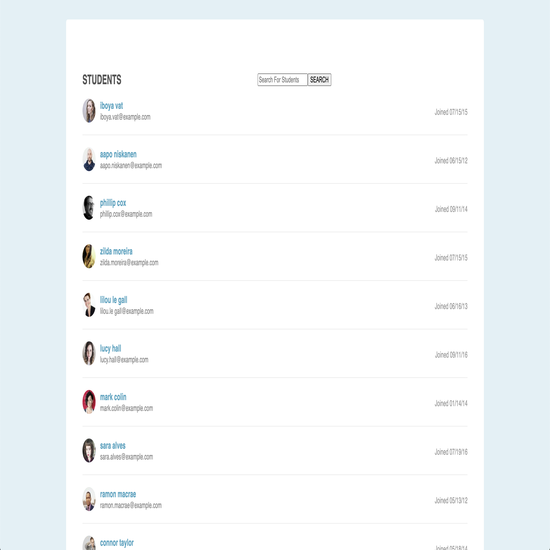 STUDENTS
Search For Students SEARCH
iboya vat
iboya.vat@example.com
Joined 07/15/15
aapo niskanen
aapo.niskanen@example.com
Joined 06/15/12
phillip cox
phillip.cox@example.com
Joined 09/11/14
zilda moreira
zilda.moreira@example.com
Joined 07/15/15
lilou le gall
lilou.le gall@example.com
Joined 06/16/13
lucy hall
lucy.hall@example.com
Joined 09/11/16
mark colin
mark.colin@example.com
Joined 01/14/14
sara alves
sara.alves@example.com
Joined 07/19/16
ramon macrae
ramon.macrae@example.com
Joined 05/13/12
connor taylor
Joined